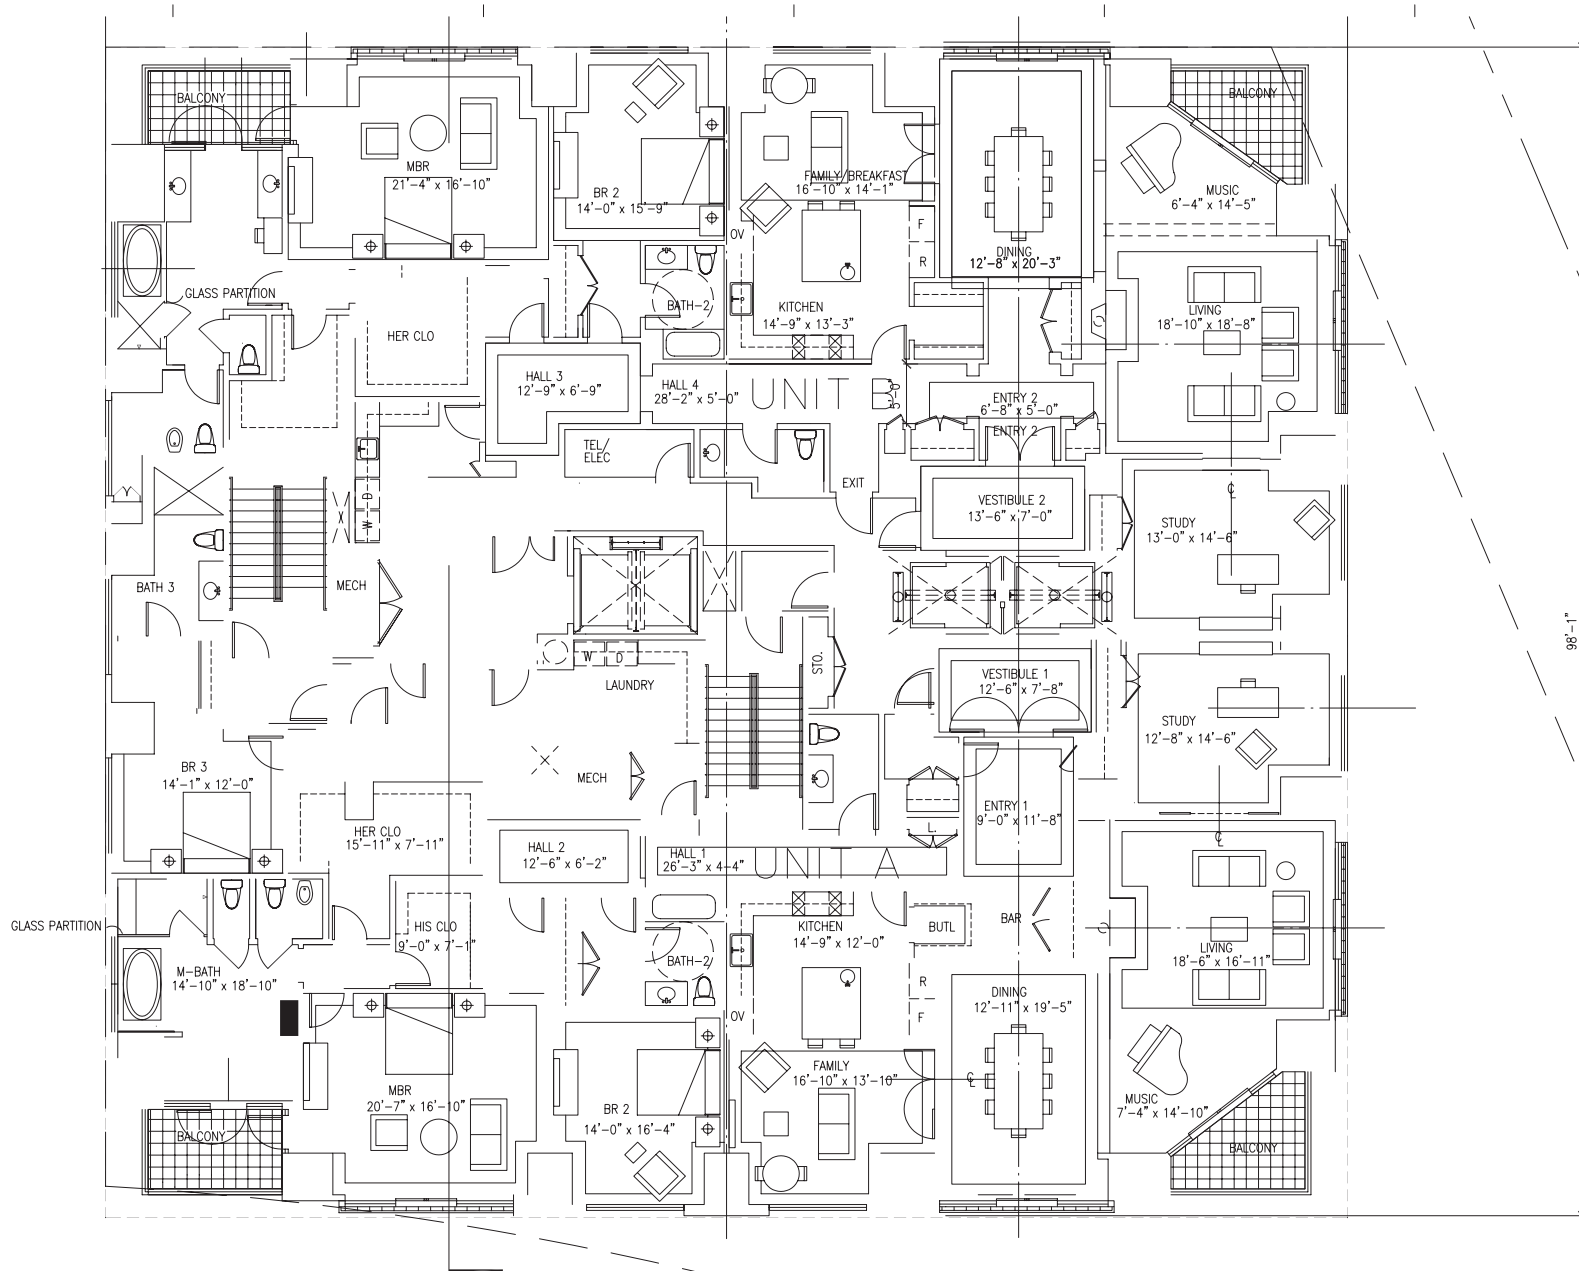 BALCONY
BALCONY
MBR
21'-4" x 16'-10"
BR 2
14'-0" x 15'-9"
FAMILY/BREAKFAST
16'-10" x 14'-1"
MUSIC
6'-4" x 14'-5"
OV
F
R
DINING
12'-8" x 20'-3"
GLASS PARTITION
BATH-2
KITCHEN
14'-9" x 13'-3"
LIVING
18'-10" x 18'-8"
HER CLO
HALL 3
12'-9" x 6'-9"
HALL 4
28'-2" x 5'-0"
UNIT B
5'-0
ENTRY 2
6'-8" x 5'-0"
ENTRY 2
TEL/
ELEC
EXIT
D
W
VESTIBULE 2
13'-6" x 7'-0"
STUDY
13'-0" x 14'-6"
BATH 3
MECH
98'-1"
W
D
STO.
LAUNDRY
VESTIBULE 1
12'-6" x 7'-8"
STUDY
12'-8" x 14'-6"
BR 3
14'-1" x 12'-0"
MECH
ENTRY 1
9'-0" x 11'-8"
HER CLO
15'-11" x 7'-11"
L.
HALL 2
12'-6" x 6'-2"
HALL 1
26'-3" x 4-4"
UNIT A
GLASS PARTITION
HIS CLO
9'-0" x 7'-1"
KITCHEN
14'-9" x 12'-0"
BUTL
BAR
LIVING
18'-6" x 16'-11"
M-BATH
14'-10" x 18'-10"
BATH-2
R
F
OV
DINING
12'-11" x 19'-5"
MBR
20'-7" x 16'-10"
FAMILY
16'-10" x 13'-10"
BR 2
14'-0" x 16'-4"
MUSIC
7'-4" x 14'-10"
BALCONY
BALCONY